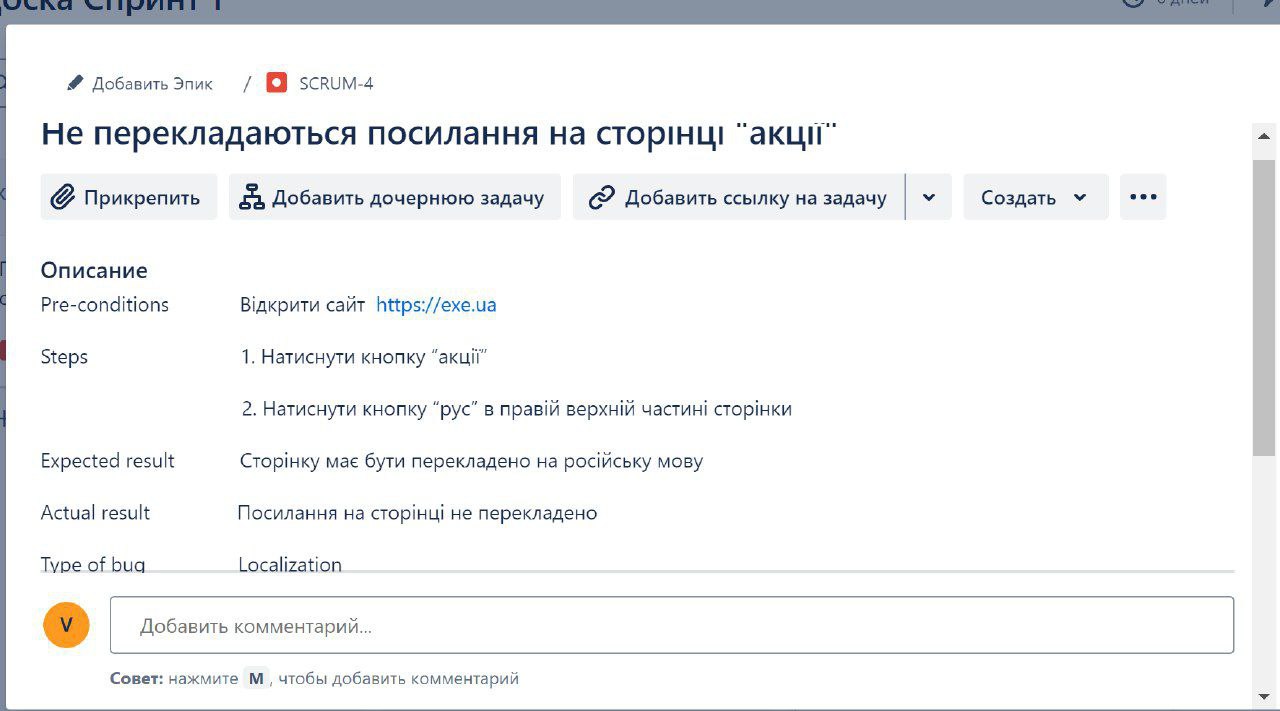 Доска Спринт 1
6 дней
Добавить Эпик / SCRUM-4
Не перекладаються посилання на сторінці "акції"
Прикрепить Добавить дочернюю задачу Добавить ссылку на задачу Создать •••
Описание
Pre-conditions Відкрити сайт https://exe.ua
Steps 1. Натиснути кнопку “акції”
2. Натиснути кнопку “рус” в правій верхній частині сторінки
Expected result Сторінку має бути перекладено на російську мову
Actual result Посилання на сторінці не перекладено
Type of bug Localization
V Добавить комментарий...
Совет: нажмите M, чтобы добавить комментарий